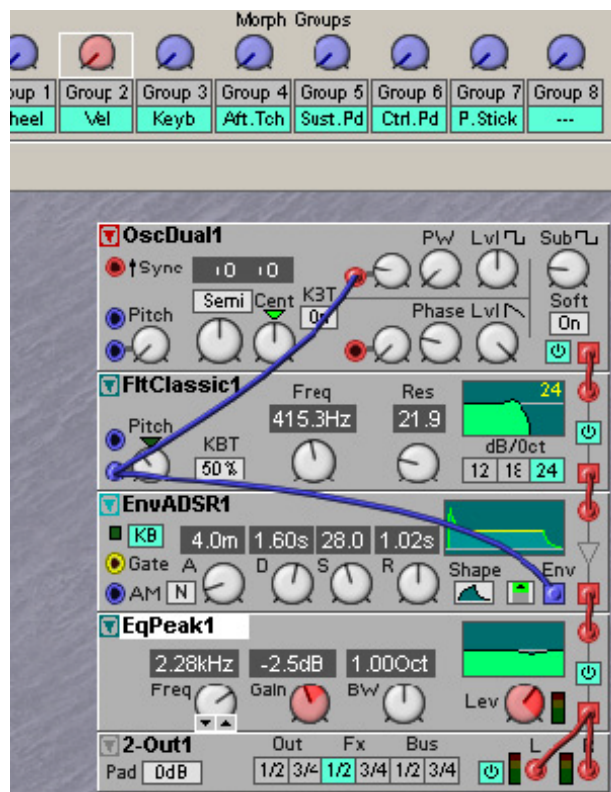 Morph Groups
oup 1 Group 2 Group 3 Group 4 Group 5 Group 6 Group 7 Group 8
heel Vel Keyb Aft.Tch Sust.Pd Ctrl.Pd P.Stick ---
OscDual1
PW Lvl Sub
Sync
Semi Cent KBT
Pitch On
Phase Lvl
Soft
On
FltClassic1
Freq Res 24
415.3Hz 21.9
Pitch
KBT
50% dB/Oct
12 18 24
EnvADSR1
KB 4.0m 1.60s 28.0 1.02s
Gate A D S R Shape Env
AM N
EqPeak1
2.28kHz -2.5dB 1.00Oct
Freq Gain BW Lev
2-Out1 Out Fx Bus L R
Pad 0dB 1/2 3/4 1/2 3/4 1/2 3/4